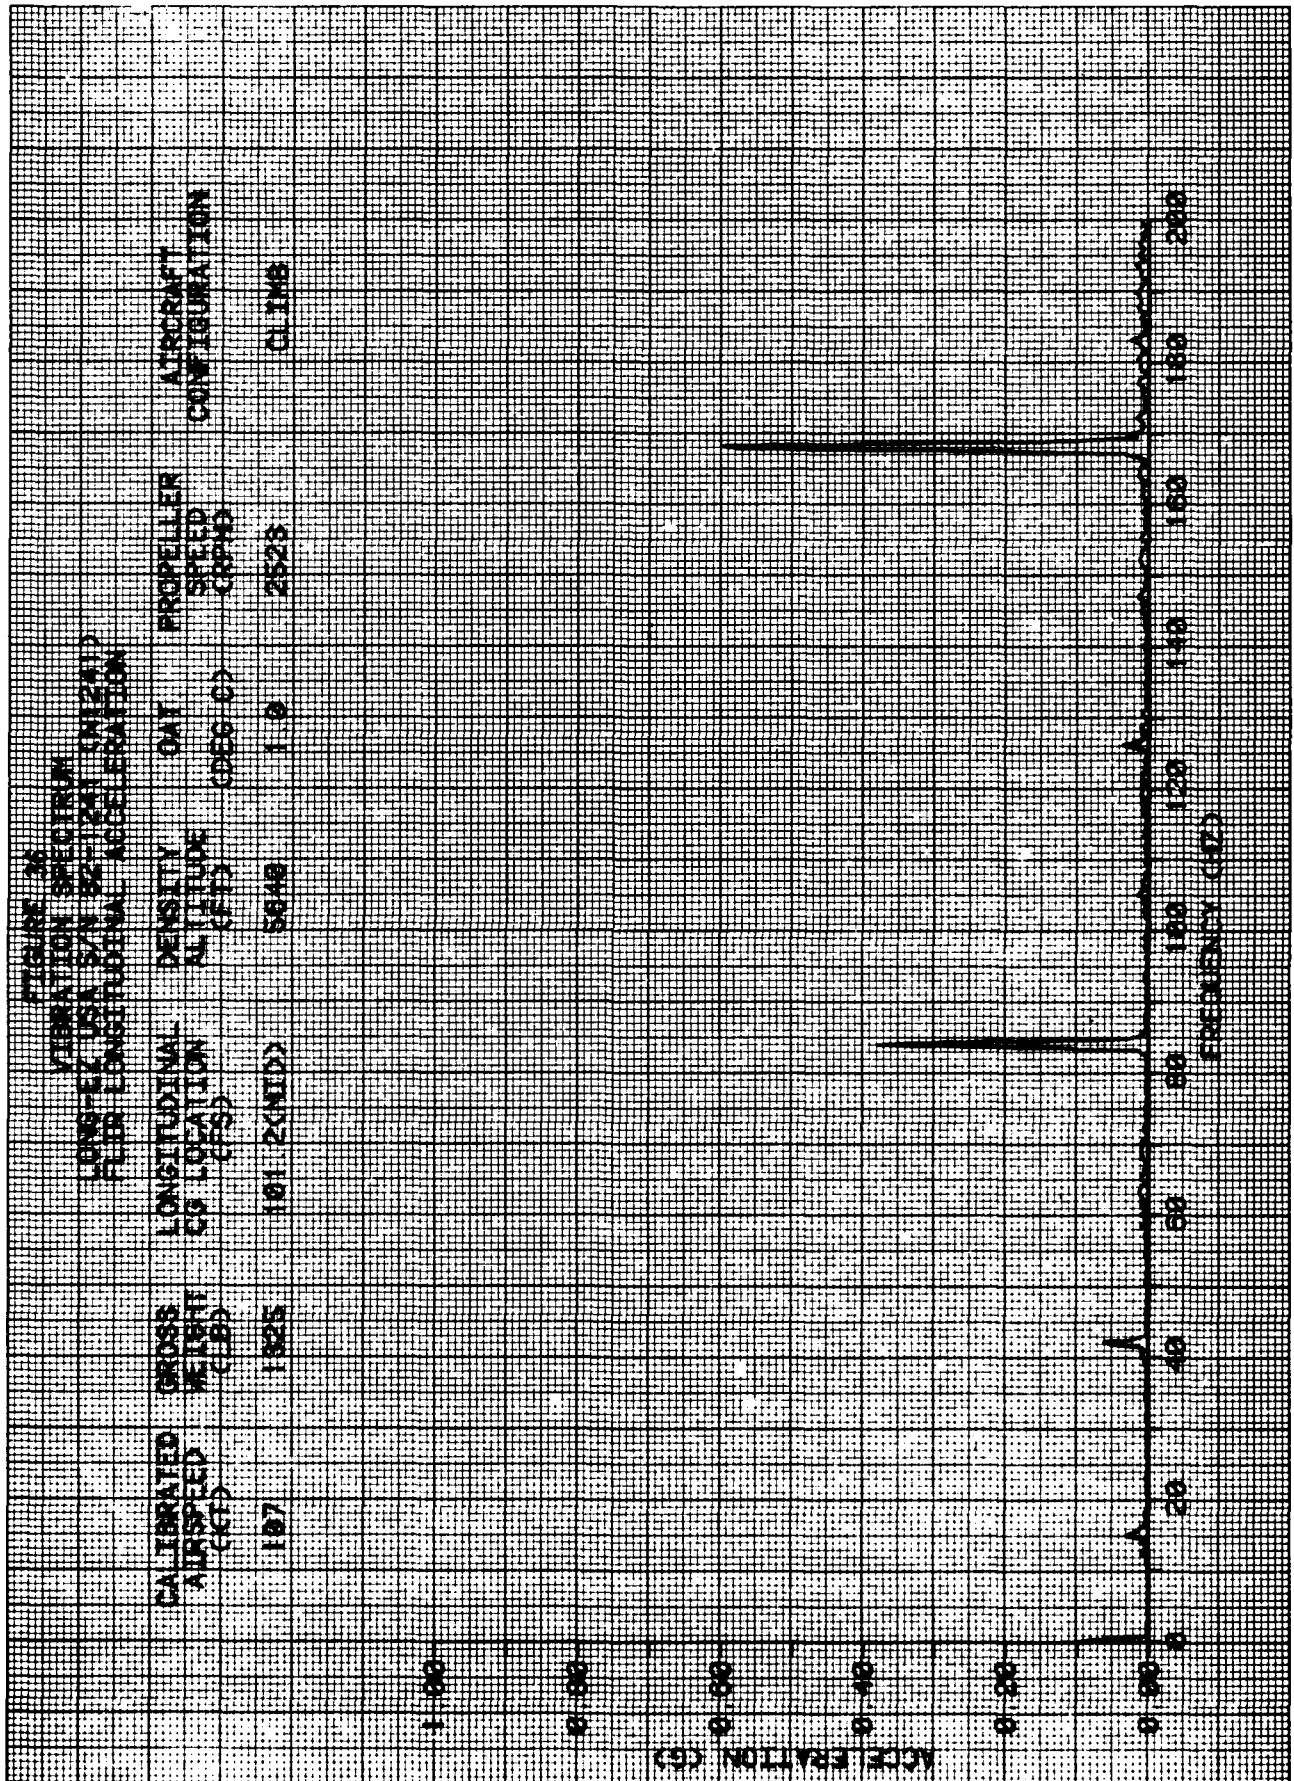 FIGURE 36
VIBRATION SPECTRUM
LONG-EZ USA S/N 82-1241 (N1241)
FLIR LONGITUDINAL ACCELERATION
CALIBRATED GROSS LONGITUDINAL DENSITY OAT PROPELLER AIRCRAFT
AIRSPEED WEIGHT CG LOCATION ALTITUDE SPEED CONFIGURATION
(KT) (LB) (FS) (FT) (DEG C) (RPM)
107 1325 101.2(MID) 5640 1.0 2523 CLIMB
1.00
0.80
0.60
0.40
0.20
0.00
ACCELERATION (G)
0 20 40 60 80 100 120 140 160 180 200
FREQUENCY (HZ)